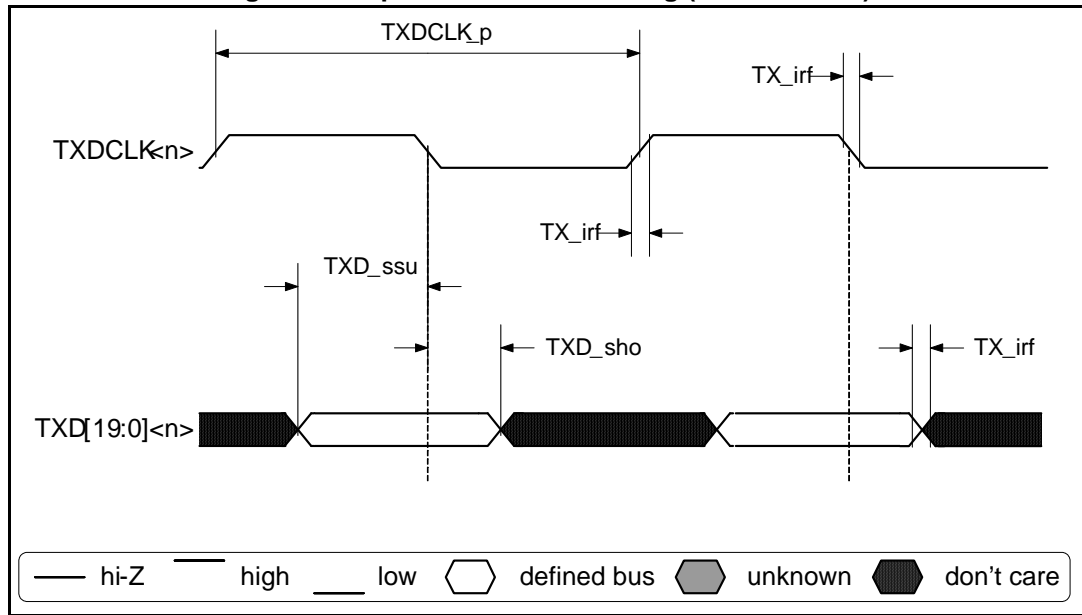 TXDCLK_p
TX_irf
TXDCLK<n>
TX_irf
TXD_ssu
TXD_sho
TX_irf
TXD[19:0]<n>
hi-Z high low defined bus unknown don't care